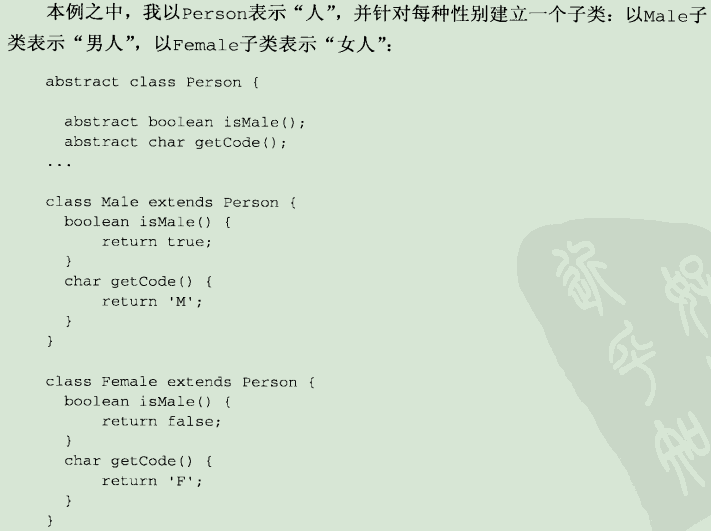 本例之中，我以Person表示“人”，并针对每种性别建立一个子类：以Male子
类表示“男人”，以Female子类表示“女人”：
abstract class Person {
abstract boolean isMale();
abstract char getCode();
...
class Male extends Person {
boolean isMale() {
return true;
}
char getCode() {
return 'M';
}
}
class Female extends Person {
boolean isMale() {
return false;
}
char getCode() {
return 'F';
}
}